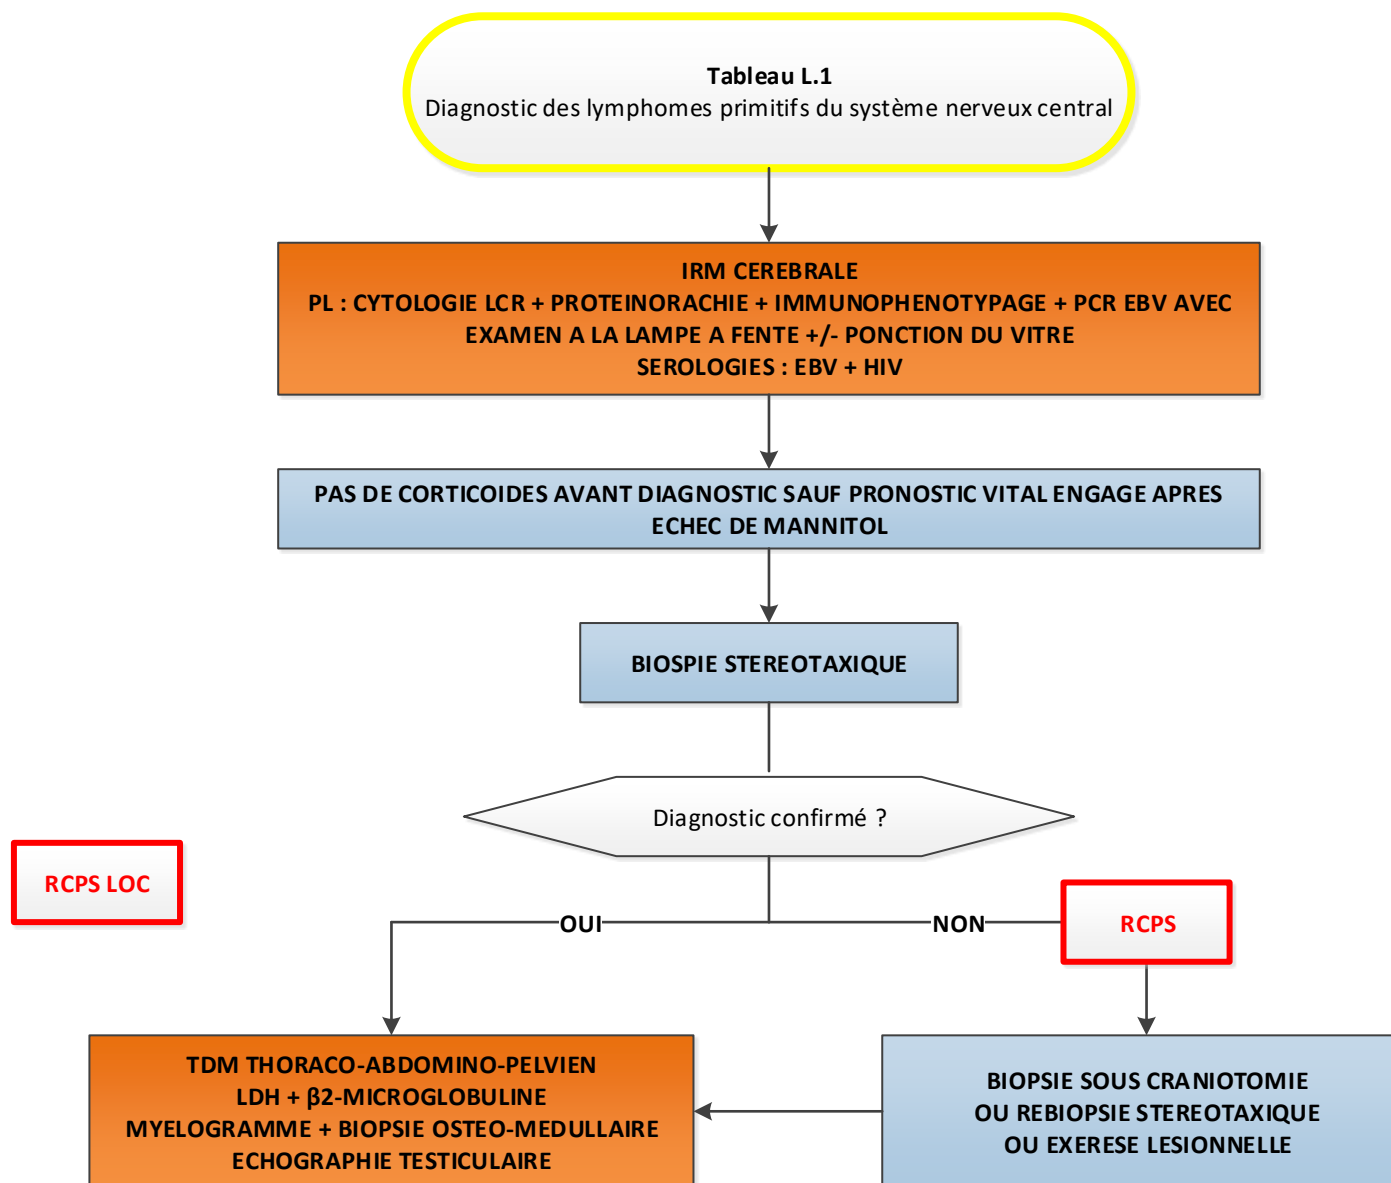 Tableau L.1
Diagnostic des lymphomes primitifs du système nerveux central
IRM CEREBRALE
PL : CYTOLOGIE LCR + PROTEINORACHIE + IMMUNOPHENOTYPAGE + PCR EBV AVEC
EXAMEN A LA LAMPE A FENTE +/- PONCTION DU VITRE
SEROLOGIES : EBV + HIV
PAS DE CORTICOIDES AVANT DIAGNOSTIC SAUF PRONOSTIC VITAL ENGAGE APRES
ECHEC DE MANNITOL
BIOSPIE STEREOTAXIQUE
Diagnostic confirmé ?
RCPS LOC
OUI
NON
RCPS
TDM THORACO-ABDOMINO-PELVIEN
LDH + β2-MICROGLOBULINE
MYELOGRAMME + BIOPSIE OSTEO-MEDULLAIRE
ECHOGRAPHIE TESTICULAIRE
BIOPSIE SOUS CRANIOTOMIE
OU REBIOPSIE STEREOTAXIQUE
OU EXERESE LESIONNELLE